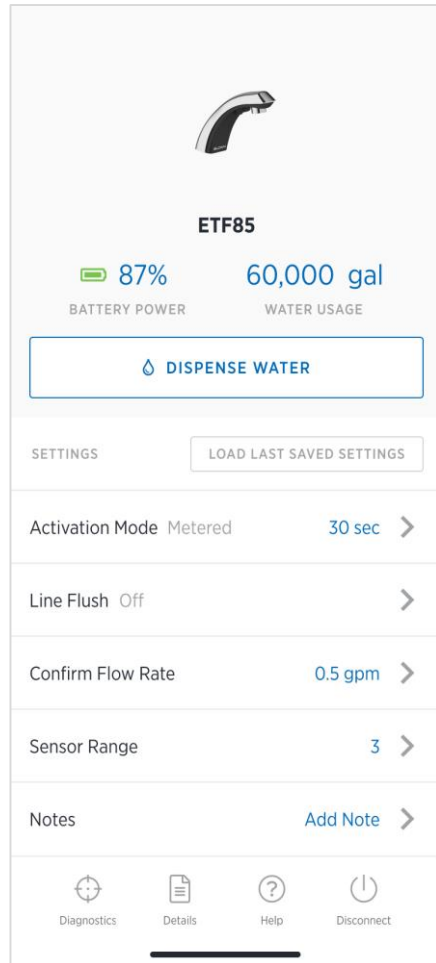 ETF85
87% 60,000 gal
BATTERY POWER WATER USAGE
DISPENSE WATER
SETTINGS LOAD LAST SAVED SETTINGS
Activation Mode Metered 30 sec
Line Flush Off
Confirm Flow Rate 0.5 gpm
Sensor Range 3
Notes Add Note
Diagnostics Details Help Disconnect